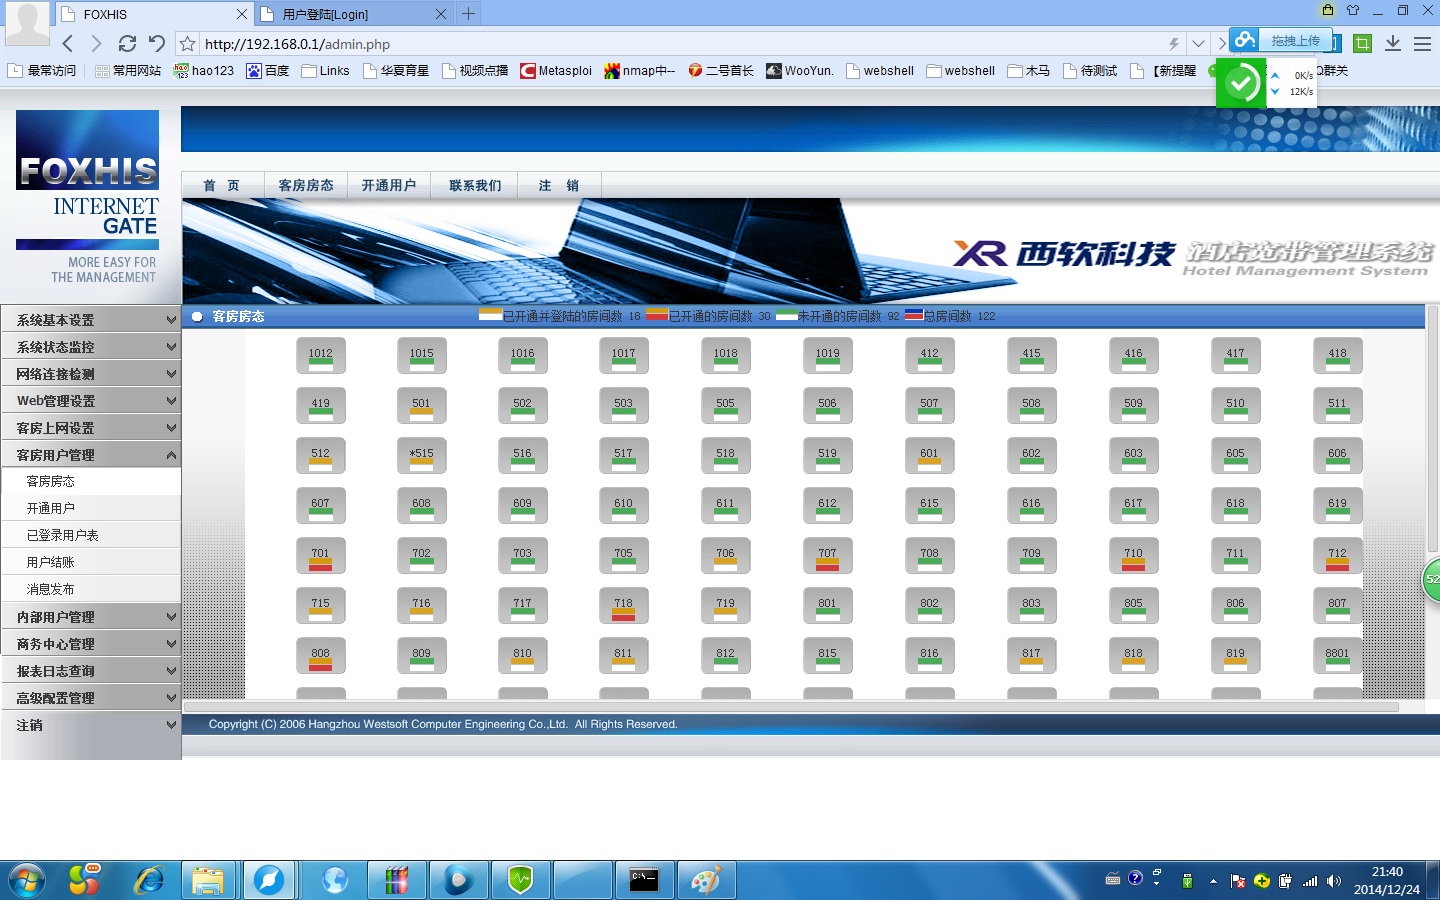 FOXHIS
用户登陆[Login]
http://192.168.0.1/admin.php
拖拽上传
最常访问 常用网站 hao123 百度 Links 华夏育星 视频点播 Metasploi nmap中-- 二号首长 WooYun. webshell webshell 木马 待测试 【新提醒 Q群关
0K/s
12K/s
FOXHIS
INTERNET
GATE
MORE EASY FOR
THE MANAGEMENT
首 页 客房房态 开通用户 联系我们 注 销
XR 西软科技 酒店宽带管理系统
Hotel Management System
系统基本设置
系统状态监控
网络连接检测
Web管理设置
客房上网设置
客房用户管理
客房房态
开通用户
已登录用户表
用户结账
消息发布
内部用户管理
商务中心管理
报表日志查询
高级配置管理
注销
客房房态 已开通并登陆的房间数 18 已开通的房间数 30 未开通的房间数 92 总房间数 122
1012 1015 1016 1017 1018 1019 412 415 416 417 418
419 501 502 503 505 506 507 508 509 510 511
512 *515 516 517 518 519 601 602 603 605 606
607 608 609 610 611 612 615 616 617 618 619
701 702 703 705 706 707 708 709 710 711 712
715 716 717 718 719 801 802 803 805 806 807
808 809 810 811 812 815 816 817 818 819 8801
52
Copyright (C) 2006 Hangzhou Westsoft Computer Engineering Co.,Ltd. All Rights Reserved.
C:\
21:40
2014/12/24